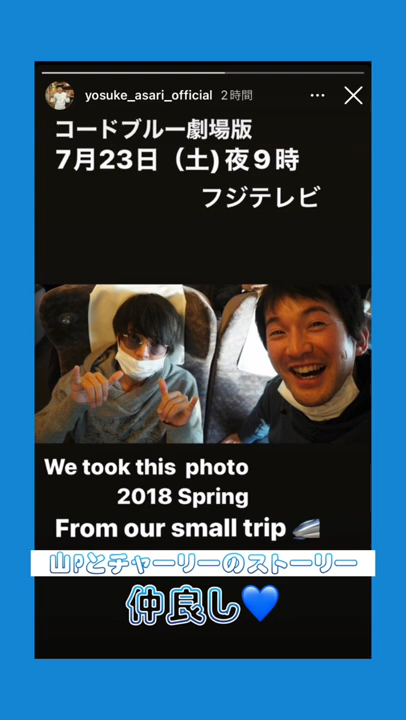 yosuke_asari_official 2時間
コードブルー劇場版
7月23日（土)夜９時
フジテレビ
We took this photo
2018 Spring
From our small trip 🚄
山Pとチャーリーのストーリー
仲良し💙